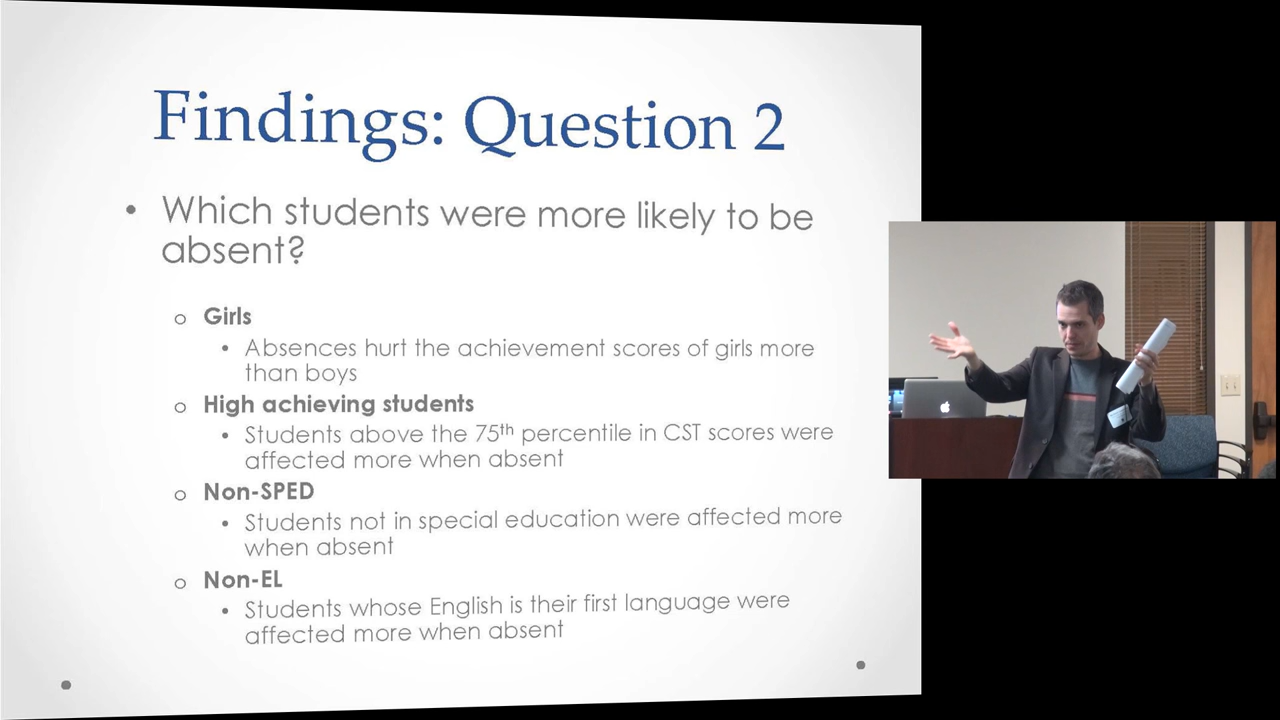 Findings: Question 2
• Which students were more likely to be
absent?
o Girls
• Absences hurt the achievement scores of girls more
than boys
o High achieving students
• Students above the 75th percentile in CST scores were
affected more when absent
o Non-SPED
• Students not in special education were affected more
when absent
o Non-EL
• Students whose English is their first language were
affected more when absent